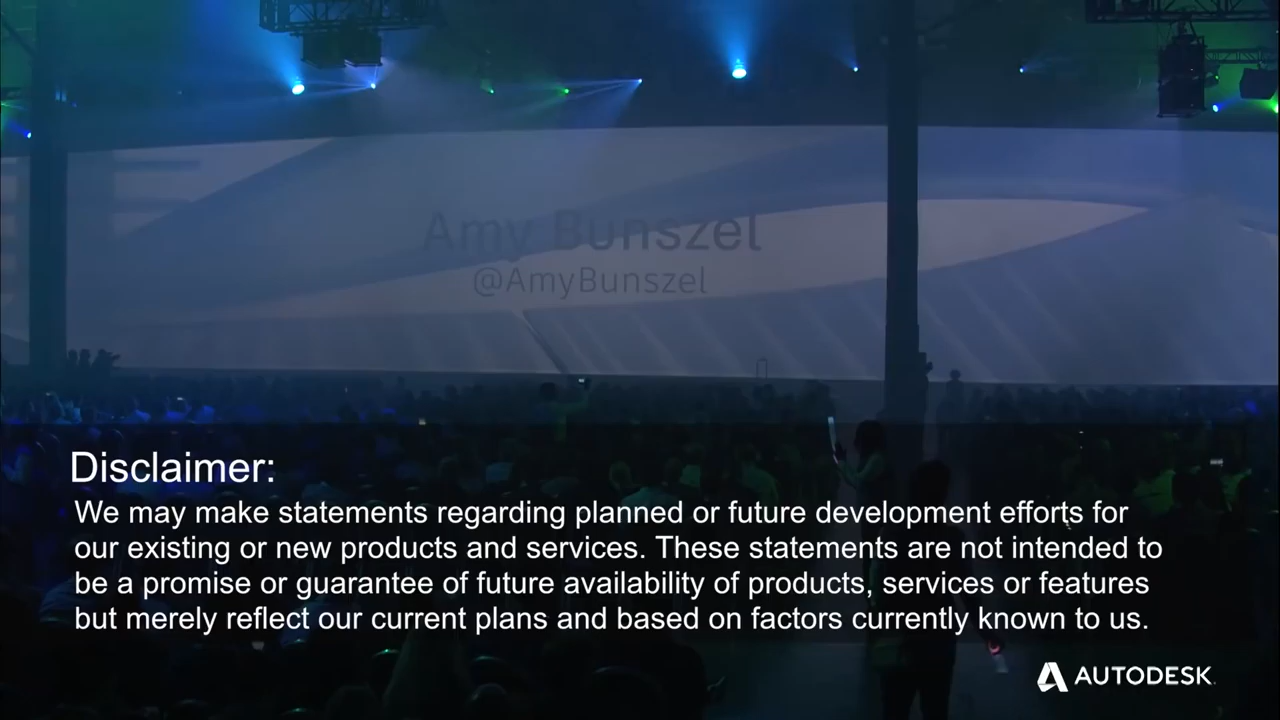 Amy Bunszel
@AmyBunszel
Disclaimer:
We may make statements regarding planned or future development efforts for
our existing or new products and services. These statements are not intended to
be a promise or guarantee of future availability of products, services or features
but merely reflect our current plans and based on factors currently known to us.
AUTODESK.